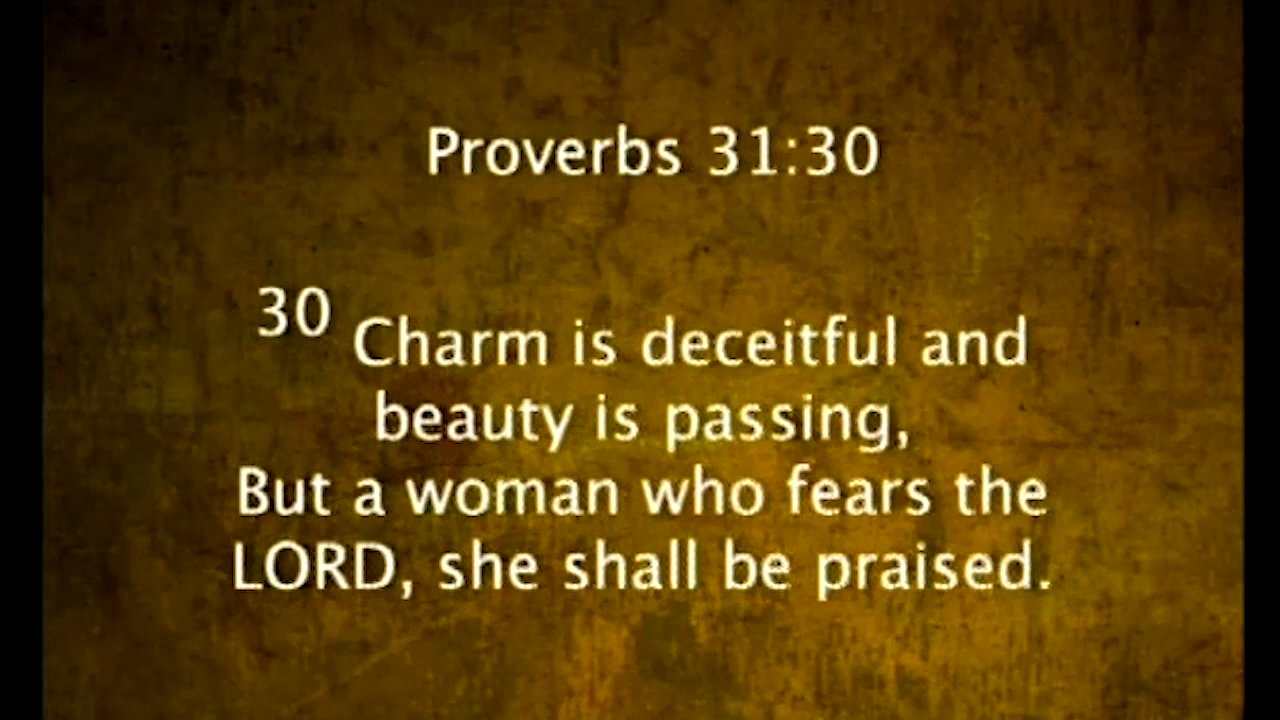 Proverbs 31:30
30 Charm is deceitful and
beauty is passing,
But a woman who fears the
LORD, she shall be praised.